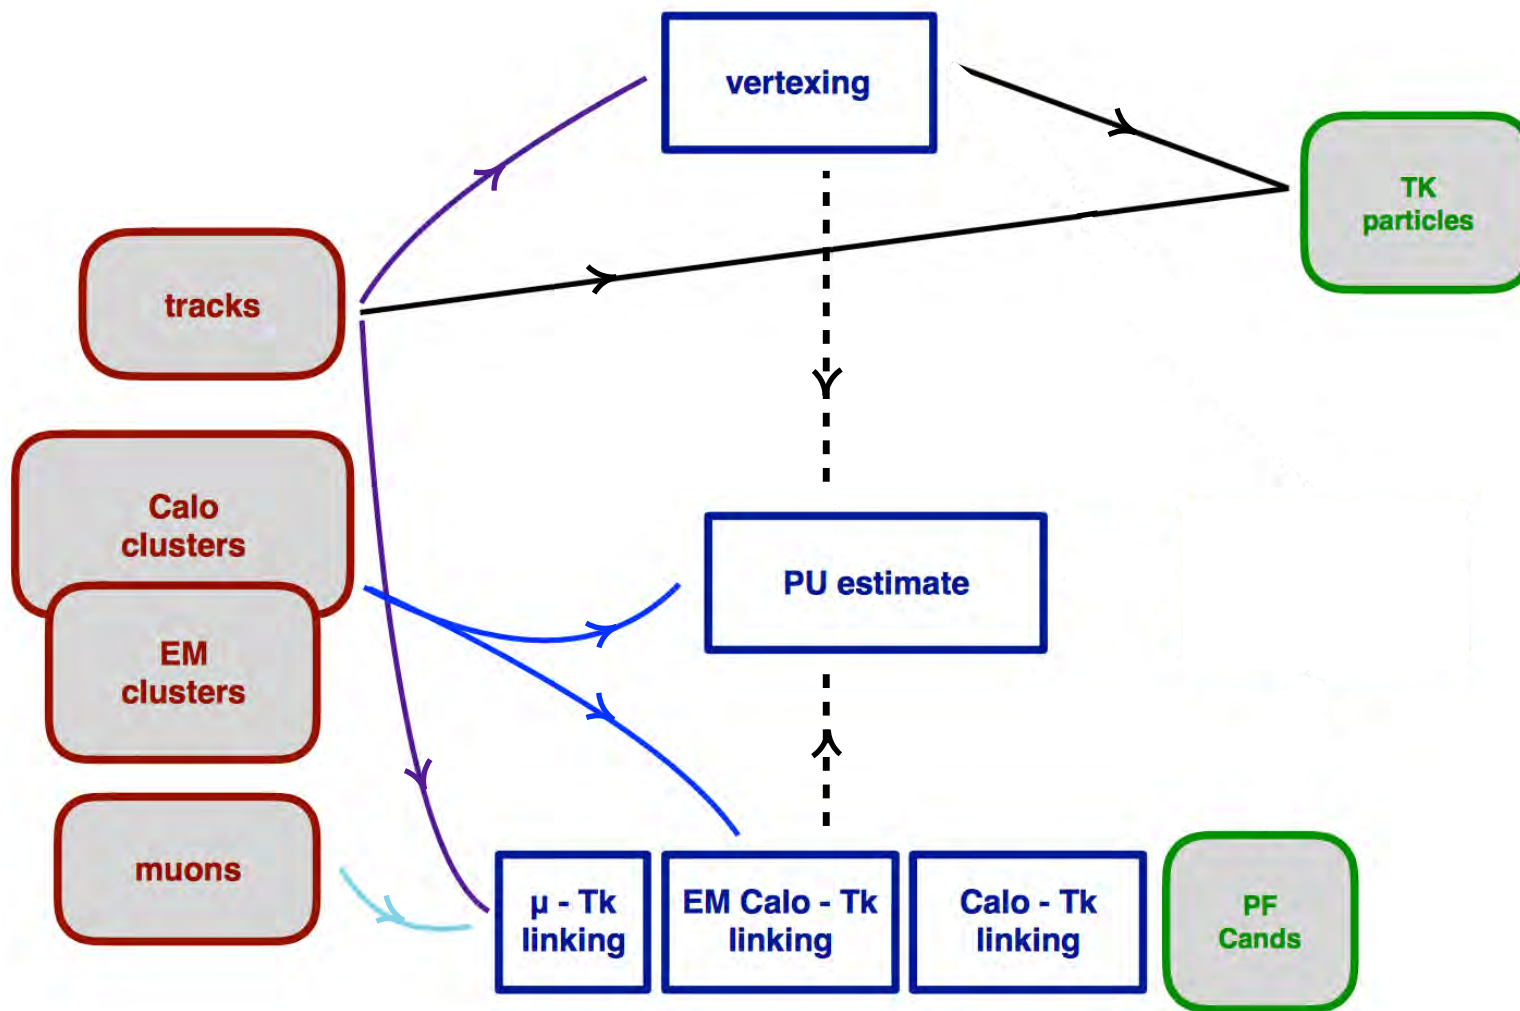 vertexing
TK
particles
tracks
Calo
clusters
PU estimate
EM
clusters
muons
µ - Tk
linking
EM Calo - Tk
linking
Calo - Tk
linking
PF
Cands